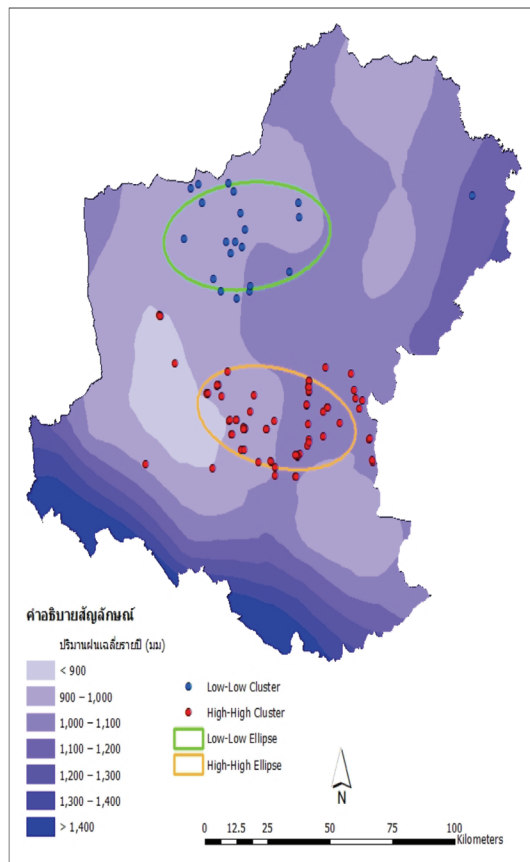 คำอธิบายสัญลักษณ์
ปริมาณฝนเฉลี่ยรายปี (มม)
< 900
900 – 1,000
1,000 – 1,100
1,100 – 1,200
1,200 – 1,300
1,300 – 1,400
> 1,400
Low-Low Cluster
High-High Cluster
Low-Low Ellipse
High-High Ellipse
N
0 12.5 25 50 75 100
Kilometers